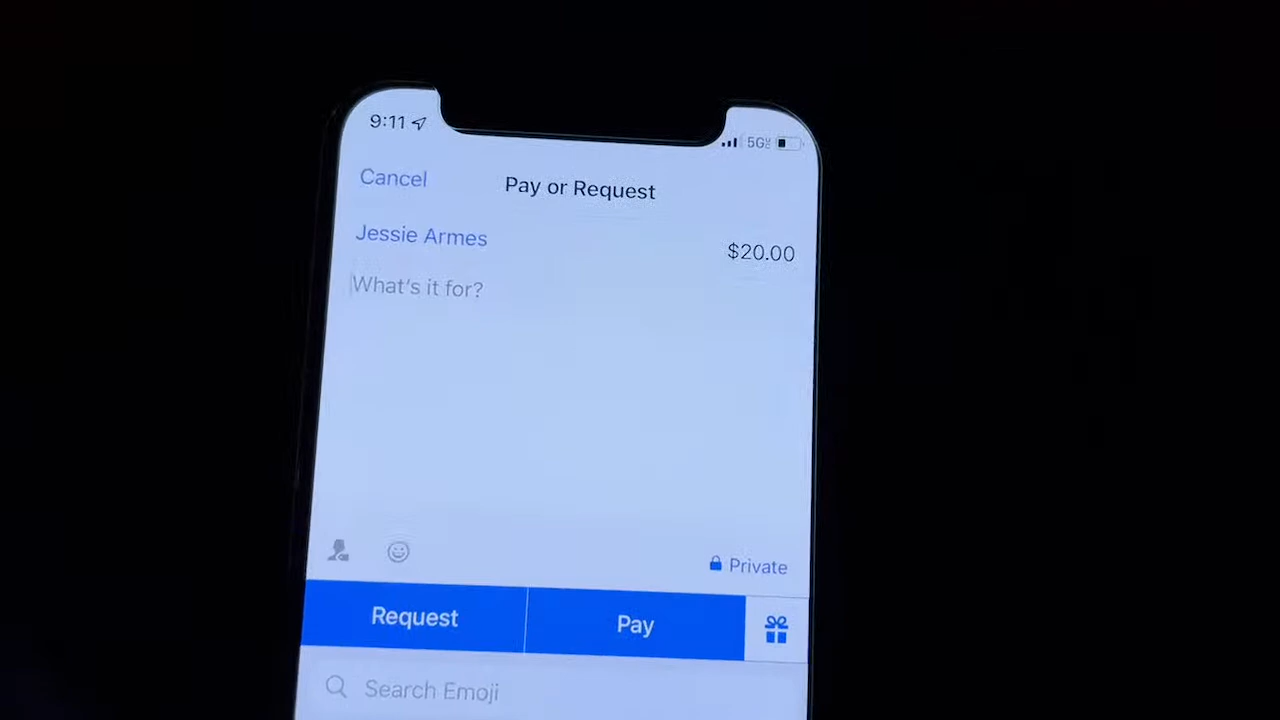 9:11
5G
Cancel
Pay or Request
Jessie Armes
$20.00
What's it for?
Private
Request
Pay
Search Emoji